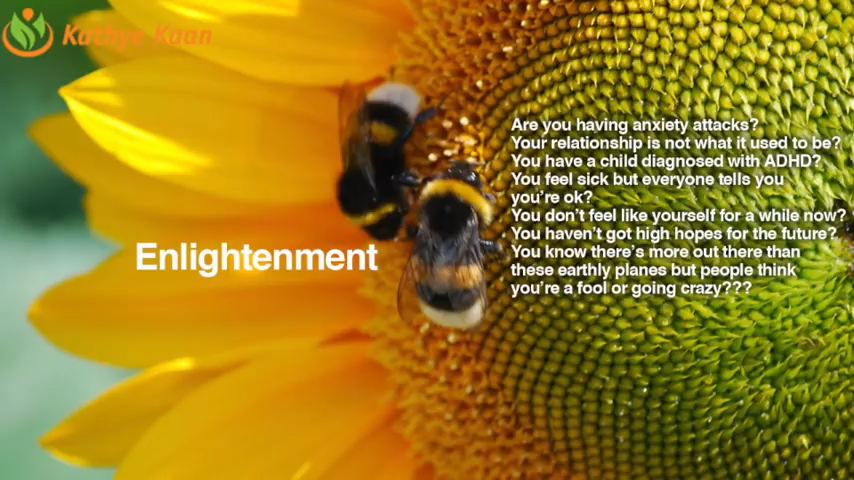 Kathye Kaan
Enlightenment
Are you having anxiety attacks?
Your relationship is not what it used to be?
You have a child diagnosed with ADHD?
You feel sick but everyone tells you
you're ok?
You don't feel like yourself for a while now?
You haven't got high hopes for the future?
You know there's more out there than
these earthly planes but people think
you're a fool or going crazy???